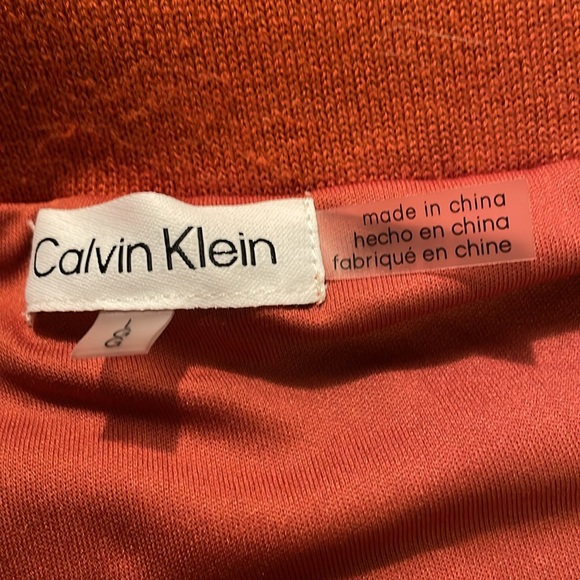 Calvin Klein
made in china
hecho en china
fabriqué en chine